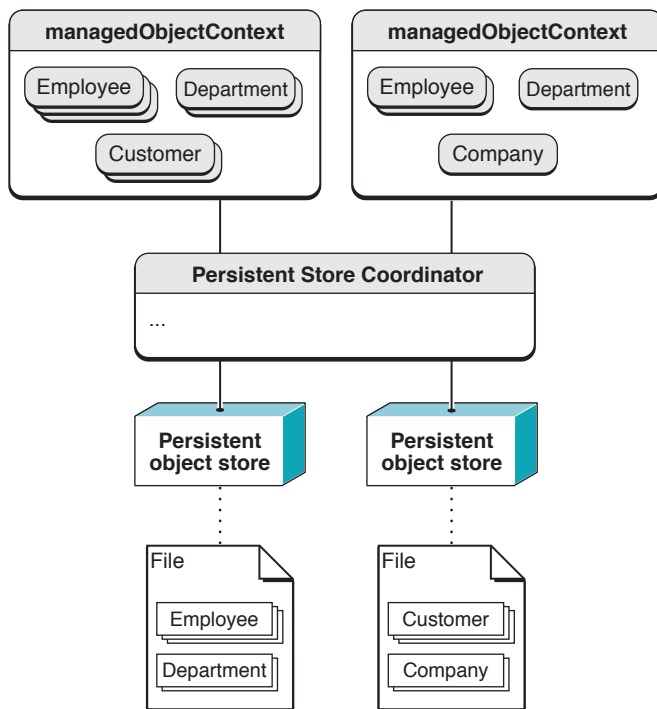 managedObjectContext
Employee
Department
Customer
managedObjectContext
Employee
Department
Company
Persistent Store Coordinator
...
Persistent
object store
Persistent
object store
File
Employee
Department
File
Customer
Company